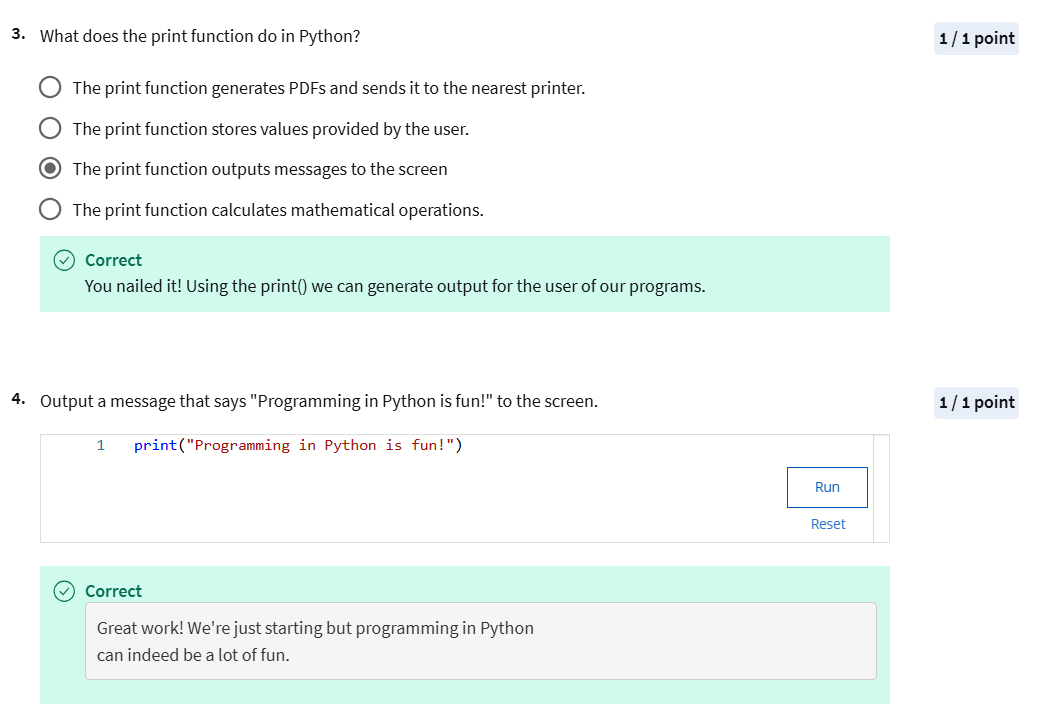 3. What does the print function do in Python?
1 / 1 point
The print function generates PDFs and sends it to the nearest printer.
The print function stores values provided by the user.
The print function outputs messages to the screen
The print function calculates mathematical operations.
Correct
You nailed it! Using the print() we can generate output for the user of our programs.
4. Output a message that says "Programming in Python is fun!" to the screen.
1 / 1 point
1 print("Programming in Python is fun!")
Run
Reset
Correct
Great work! We're just starting but programming in Python
can indeed be a lot of fun.